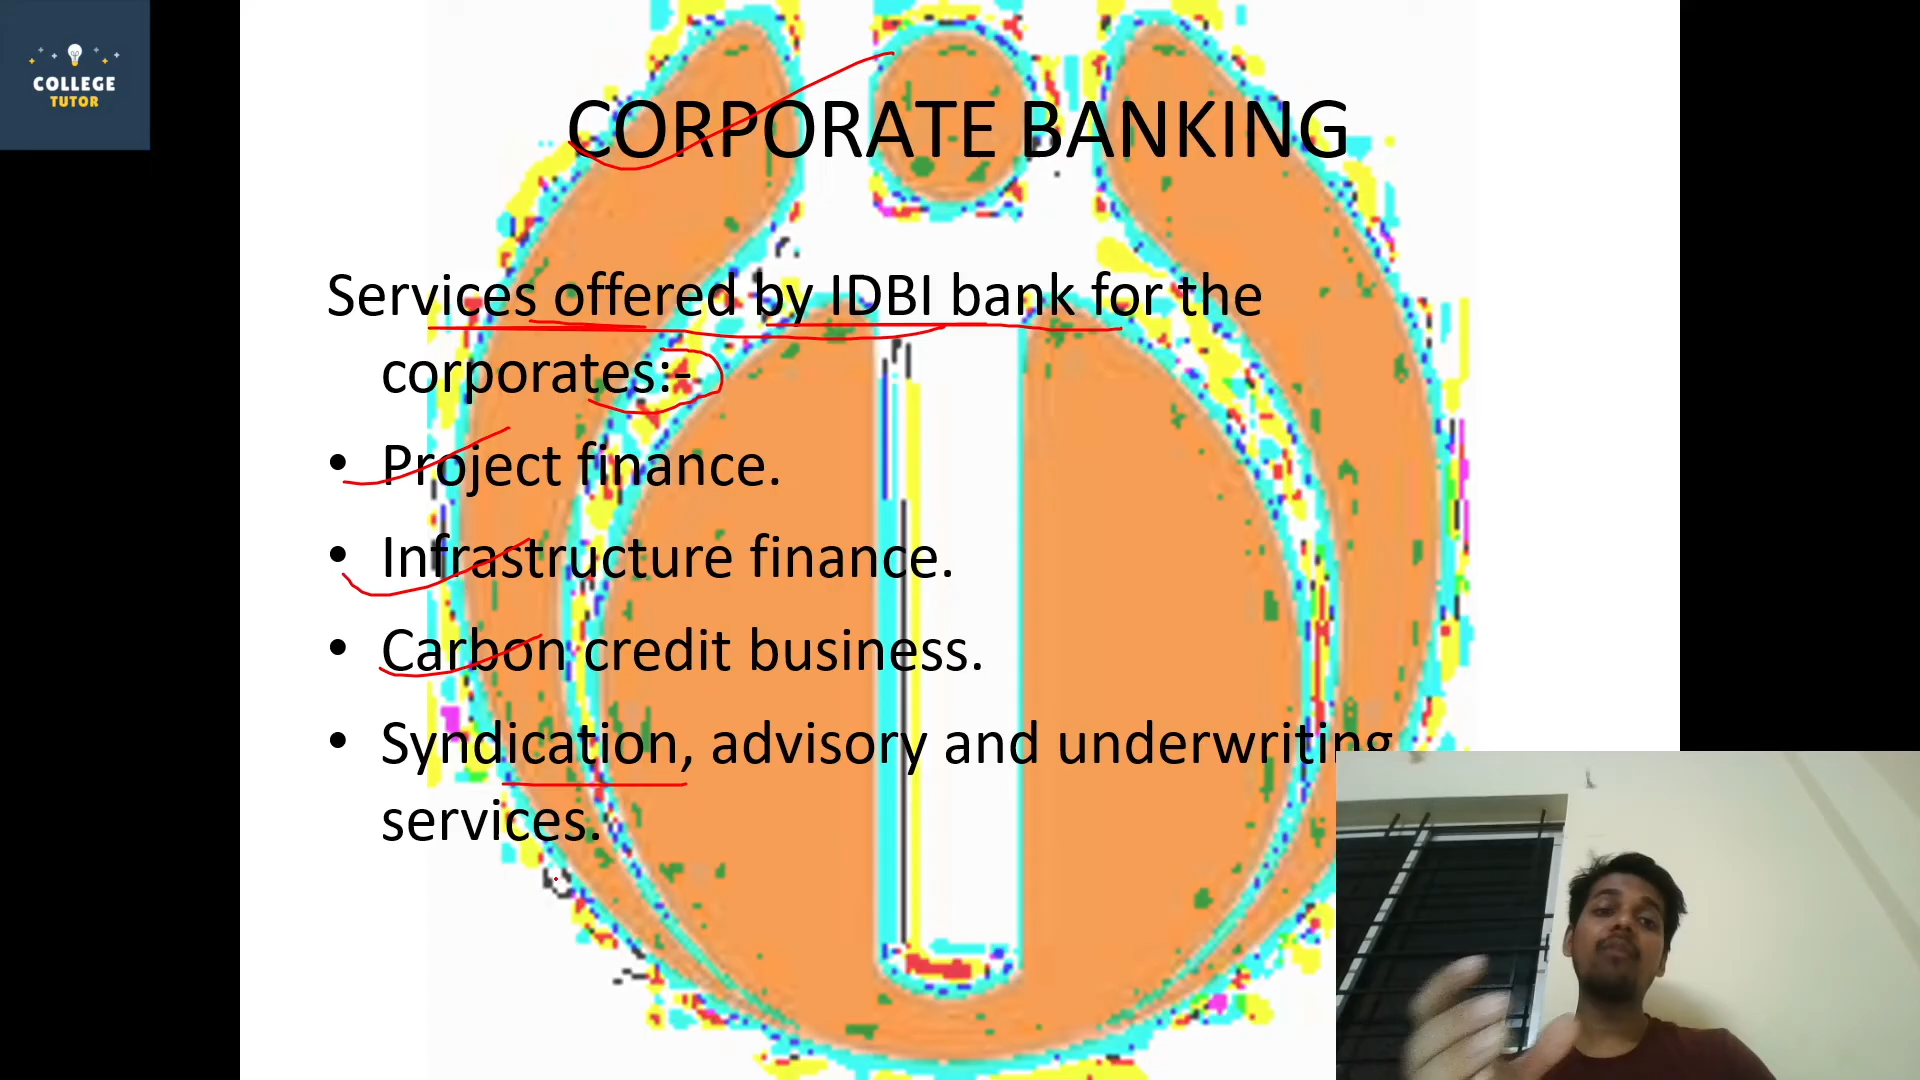 COLLEGE
TUTOR
CORPORATE BANKING
Services offered by IDBI bank for the
corporates:-
• Project finance.
• Infrastructure finance.
• Carbon credit business.
• Syndication, advisory and underwriting
services.